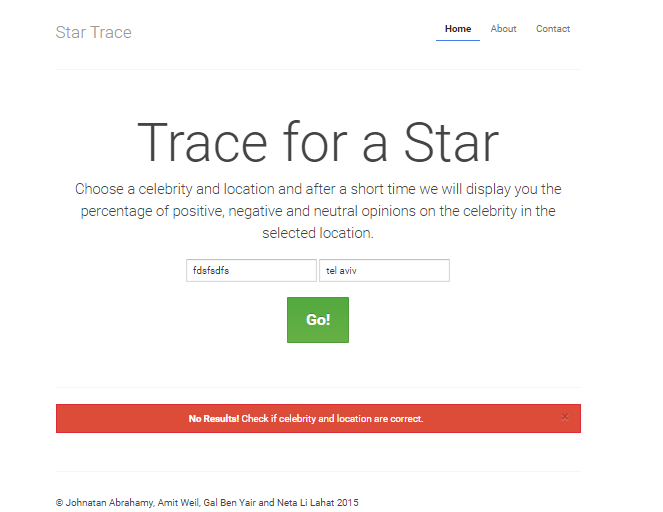 Star Trace
Home About Contact
Trace for a Star
Choose a celebrity and location and after a short time we will display you the
percentage of positive, negative and neutral opinions on the celebrity in the
selected location.
fdsfsdfs tel aviv
Go!
No Results! Check if celebrity and location are correct. ×
© Johnatan Abrahamy, Amit Weil, Gal Ben Yair and Neta Li Lahat 2015